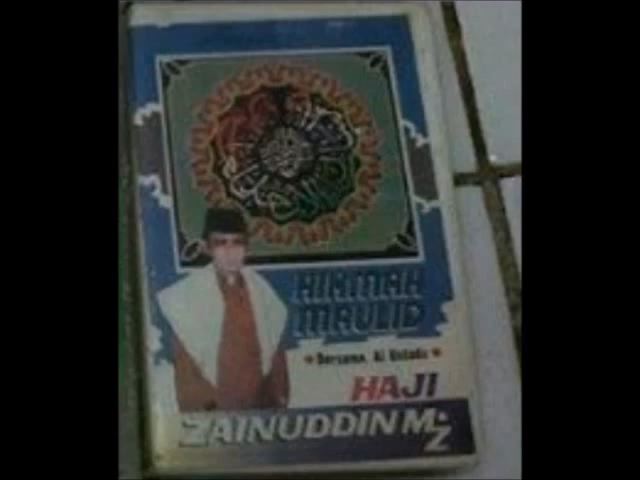 HIKMAH
MAULID
Bersama. Al Ustadz
HAJI
ZAINUDDIN M.Z